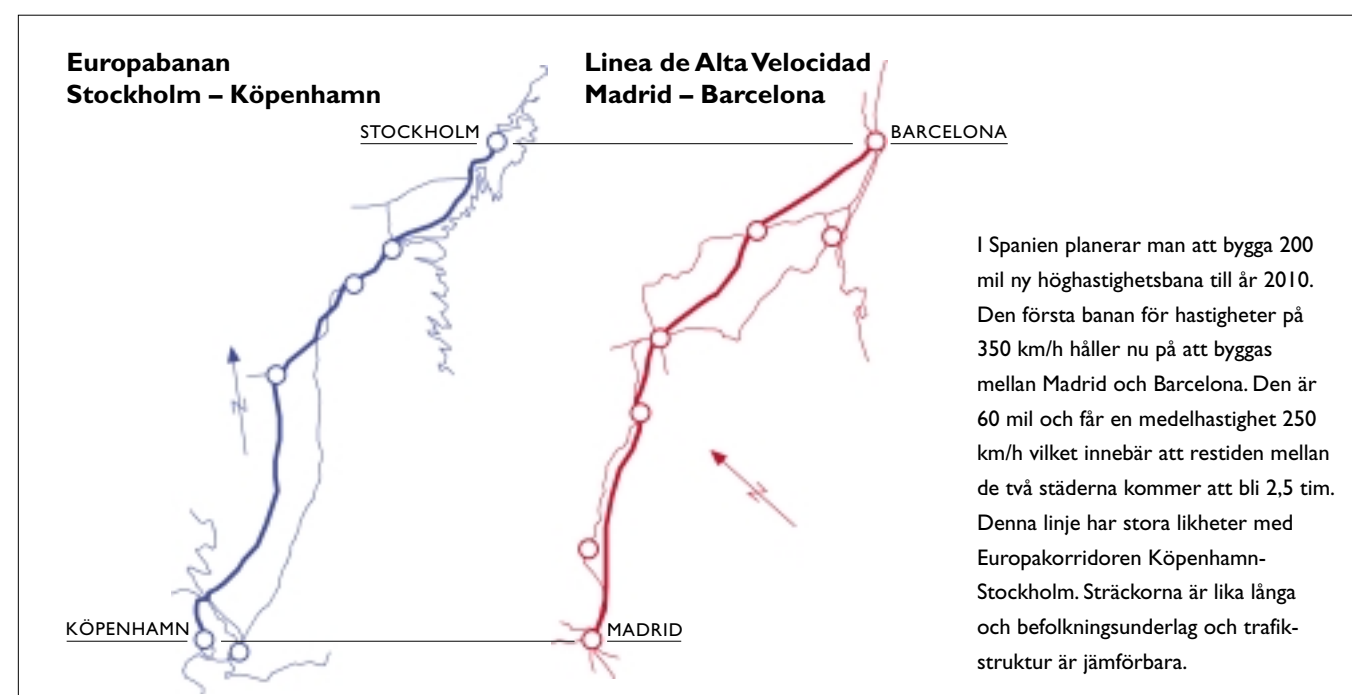 Europabanan
Stockholm – Köpenhamn
Linea de Alta Velocidad
Madrid – Barcelona
STOCKHOLM
BARCELONA
N
N
KÖPENHAMN
MADRID
I Spanien planerar man att bygga 200
mil ny höghastighetsbana till år 2010.
Den första banan för hastigheter på
350 km/h håller nu på att byggas
mellan Madrid och Barcelona. Den är
60 mil och får en medelhastighet 250
km/h vilket innebär att restiden mellan
de två städerna kommer att bli 2,5 tim.
Denna linje har stora likheter med
Europakorridoren Köpenhamn-
Stockholm. Sträckorna är lika långa
och befolkningsunderlag och trafik-
struktur är jämförbara.